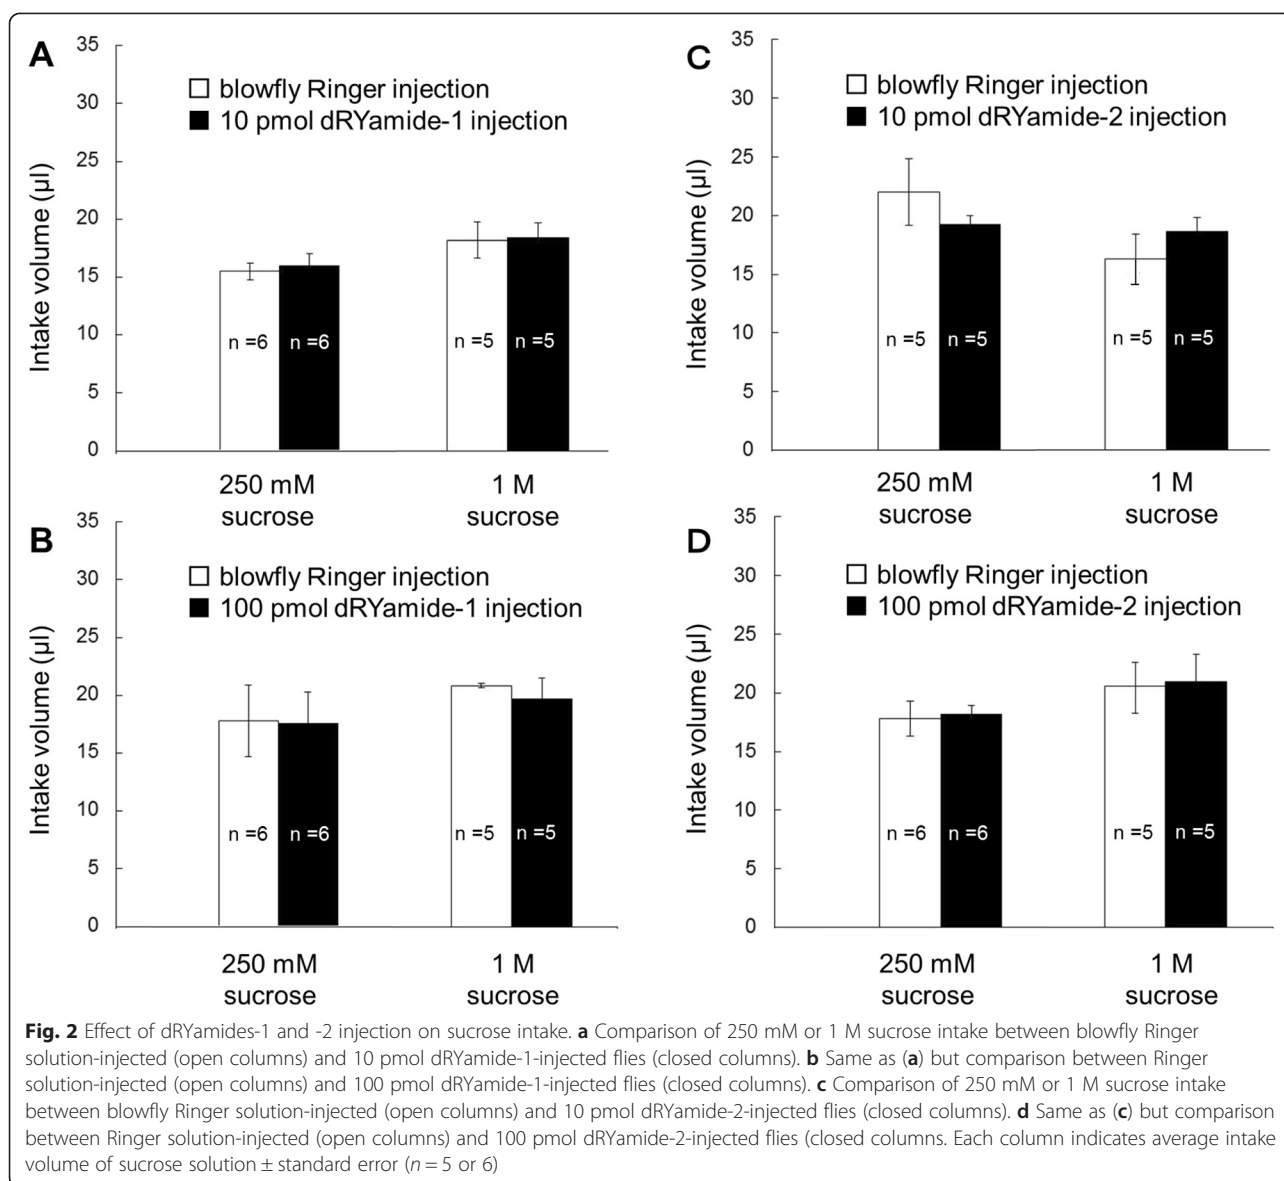 A
35
30
25
20
15
10
5
0
Intake volume (µl)
blowfly Ringer injection
10 pmol dRYamide-1 injection
n =6
n =6
n =5
n =5
250 mM
sucrose
1 M
sucrose
B
35
30
25
20
15
10
5
0
Intake volume (µl)
blowfly Ringer injection
100 pmol dRYamide-1 injection
n =6
n =6
n =5
n =5
250 mM
sucrose
1 M
sucrose
C
35
30
25
20
15
10
5
0
Intake volume (µl)
blowfly Ringer injection
10 pmol dRYamide-2 injection
n =5
n =5
n =5
n =5
250 mM
sucrose
1 M
sucrose
D
35
30
25
20
15
10
5
0
Intake volume (µl)
blowfly Ringer injection
100 pmol dRYamide-2 injection
n =6
n =6
n =5
n =5
250 mM
sucrose
1 M
sucrose
Fig. 2 Effect of dRYamides-1 and -2 injection on sucrose intake. a Comparison of 250 mM or 1 M sucrose intake between blowfly Ringer
solution-injected (open columns) and 10 pmol dRYamide-1-injected flies (closed columns). b Same as (a) but comparison between Ringer
solution-injected (open columns) and 100 pmol dRYamide-1-injected flies (closed columns). c Comparison of 250 mM or 1 M sucrose intake
between blowfly Ringer solution-injected (open columns) and 10 pmol dRYamide-2-injected flies (closed columns). d Same as (c) but comparison
between Ringer solution-injected (open columns) and 100 pmol dRYamide-2-injected flies (closed columns. Each column indicates average intake
volume of sucrose solution ± standard error (n = 5 or 6)